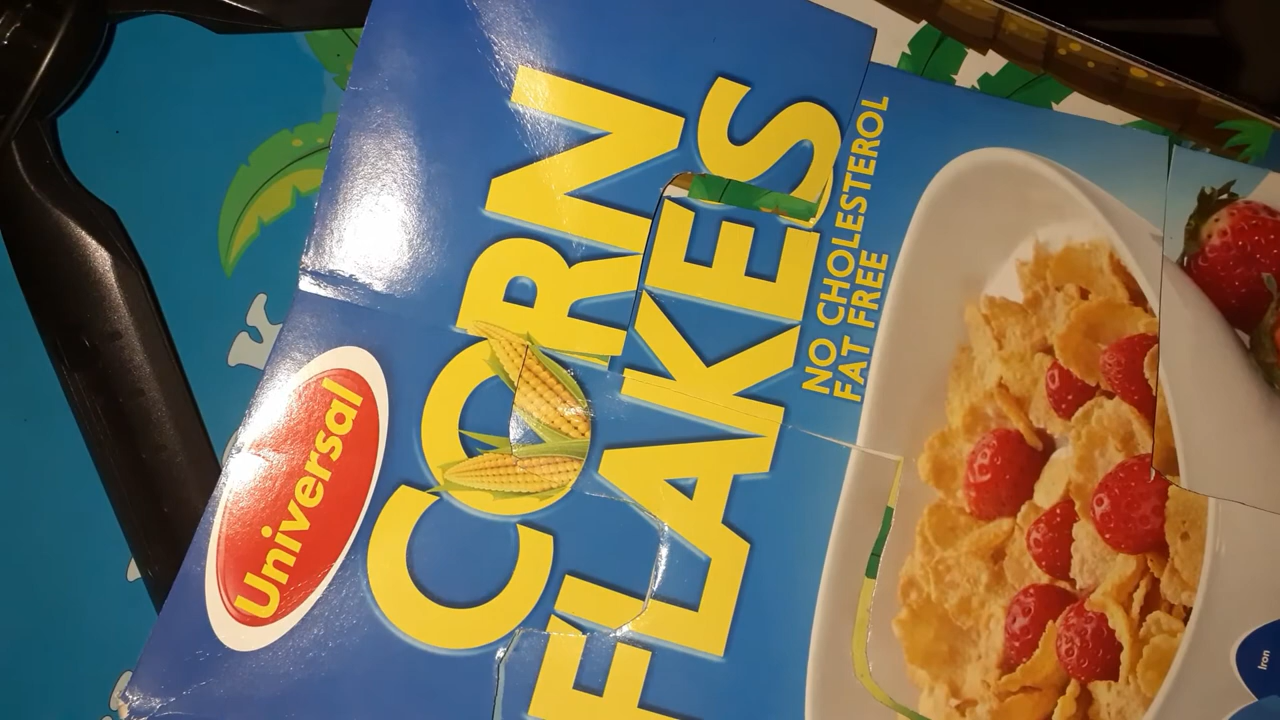 Universal
CORN
FLAKES
NO CHOLESTEROL
FAT FREE
Iron